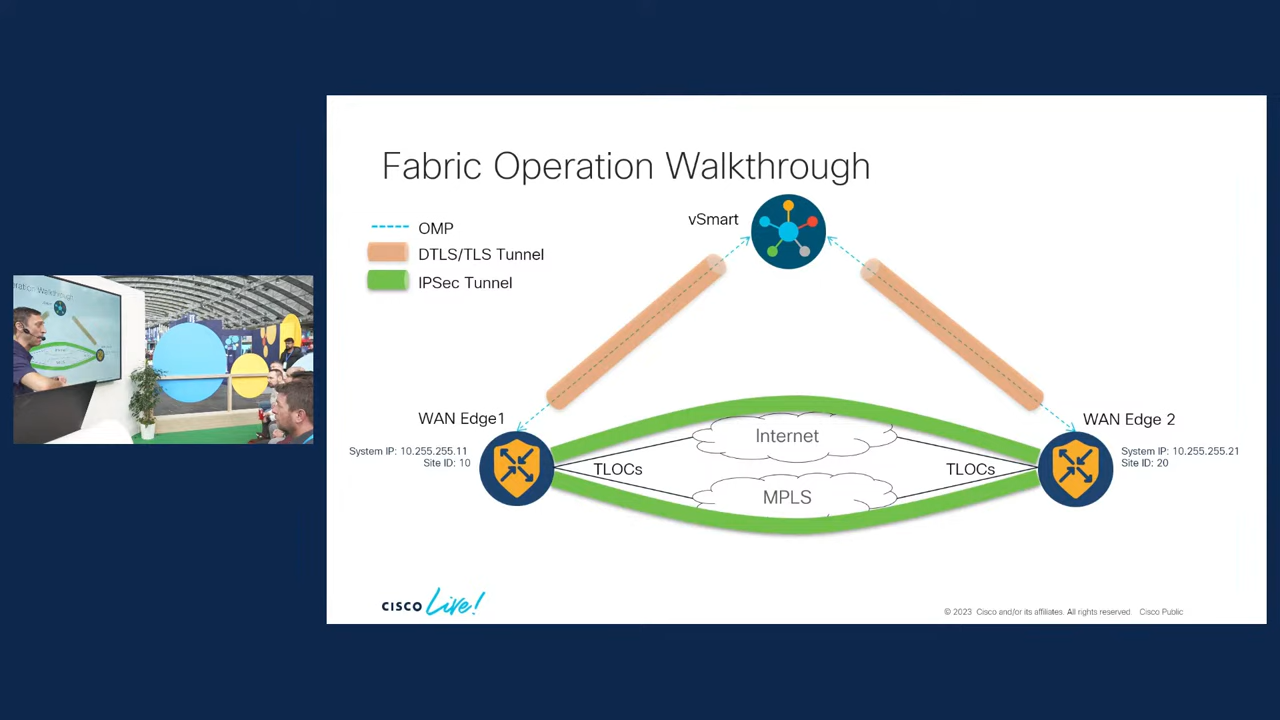 Fabric Operation Walkthrough
OMP
DTLS/TLS Tunnel
IPSec Tunnel
vSmart
WAN Edge1
System IP: 10.255.255.11
Site ID: 10
WAN Edge 2
System IP: 10.255.255.21
Site ID: 20
TLOCs
Internet
MPLS
TLOCs
CISCO Live!
© 2023 Cisco and/or its affiliates. All rights reserved. Cisco Public